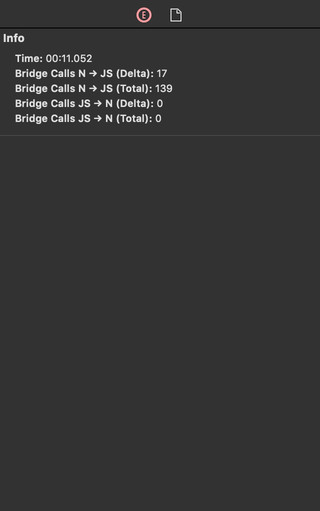 E
Info
Time: 00:11.052
Bridge Calls N → JS (Delta): 17
Bridge Calls N → JS (Total): 139
Bridge Calls JS → N (Delta): 0
Bridge Calls JS → N (Total): 0